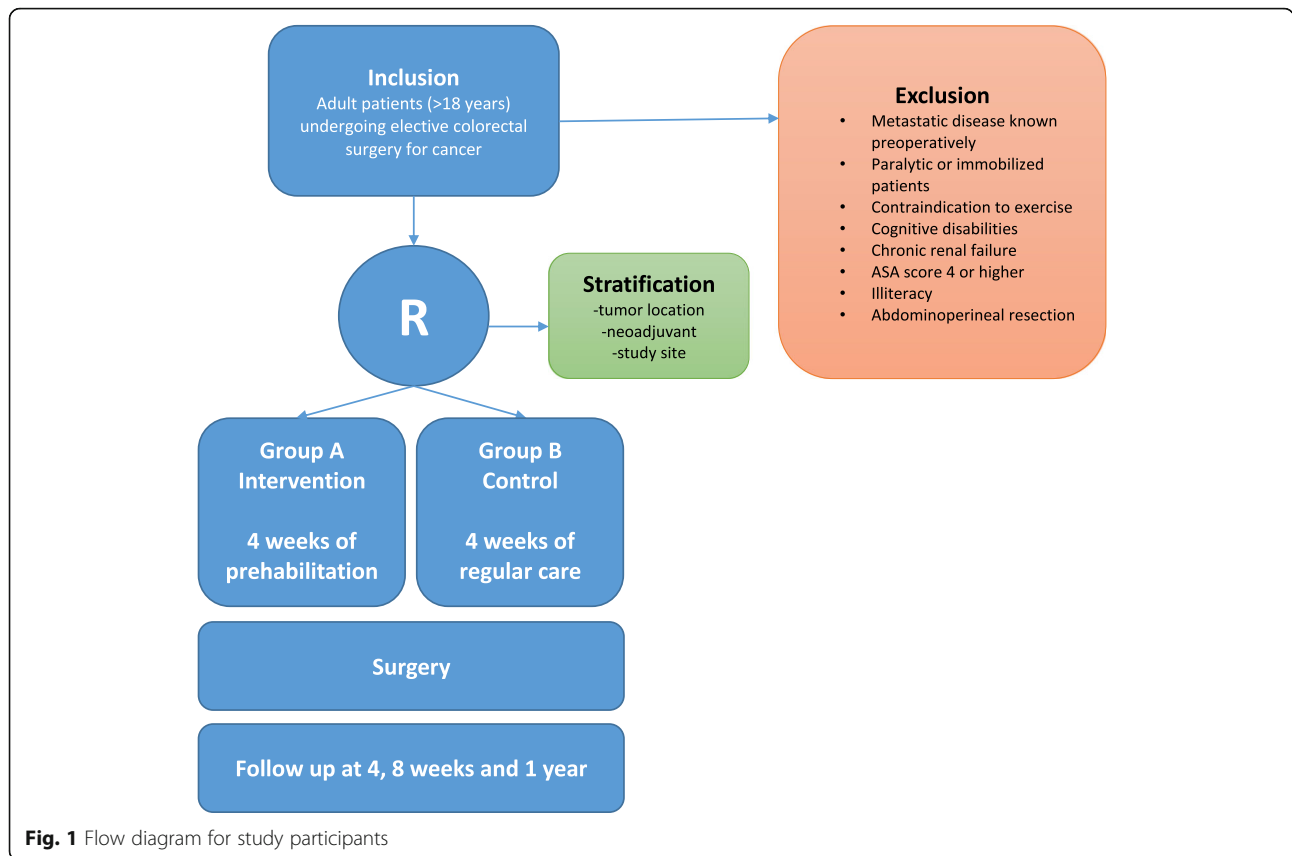 Inclusion
Adult patients (>18 years)
undergoing elective colorectal
surgery for cancer
Exclusion
• Metastatic disease known
preoperatively
• Paralytic or immobilized
patients
• Contraindication to exercise
• Cognitive disabilities
• Chronic renal failure
• ASA score 4 or higher
• Illiteracy
• Abdominoperineal resection
R
Stratification
-tumor location
-neoadjuvant
-study site
Group A
Intervention
4 weeks of
prehabilitation
Group B
Control
4 weeks of
regular care
Surgery
Follow up at 4, 8 weeks and 1 year
Fig. 1 Flow diagram for study participants